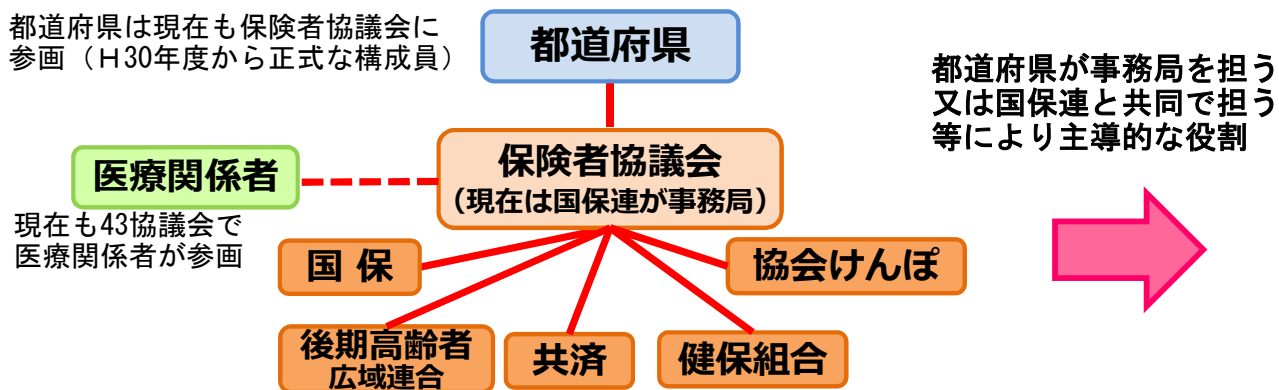 都道府県は現在も保険者協議会に
参画（Ｈ30年度から正式な構成員）
都道府県
都道府県が事務局を担う
又は国保連と共同で担う
等により主導的な役割
保険者協議会
（現在は国保連が事務局）
医療関係者
現在も43協議会で
医療関係者が参画
国 保
協会けんぽ
後期高齢者
広域連合
共済
健保組合